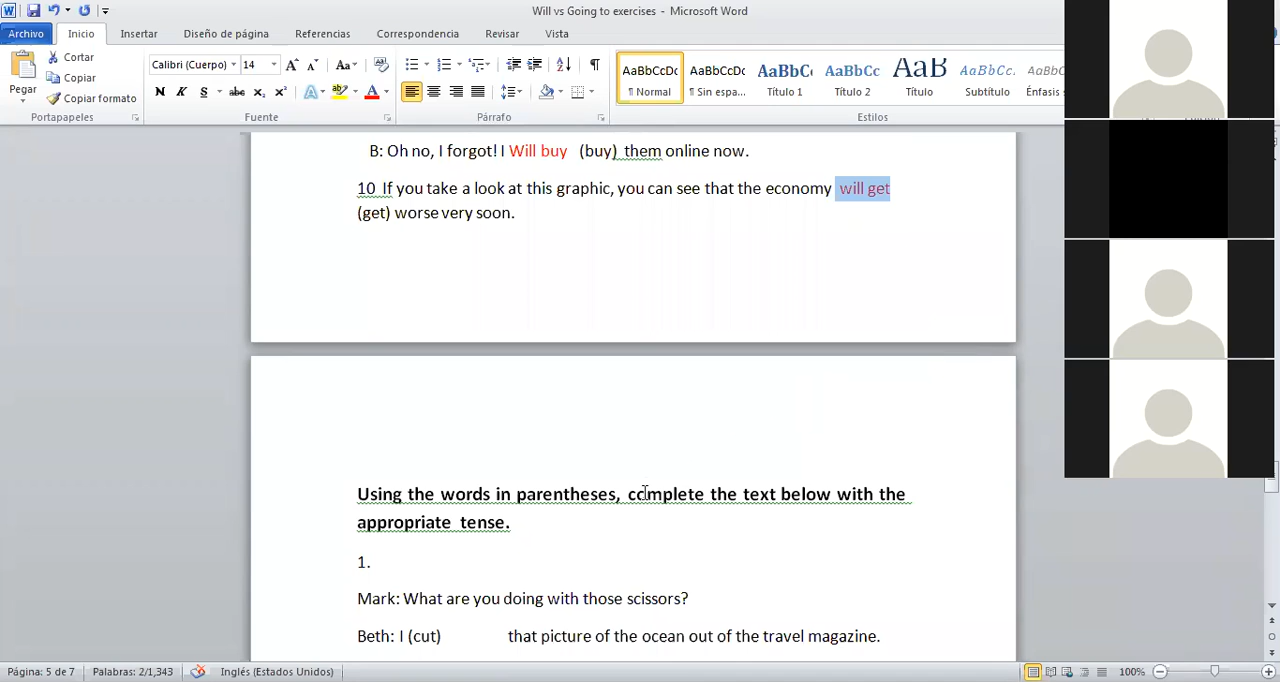 Will vs Going to exercises - Microsoft Word
Archivo Inicio Insertar Diseño de página Referencias Correspondencia Revisar Vista
Pegar
Cortar
Copiar
Copiar formato
Calibri (Cuerpo) 14
N K S abc x₂ x²
AaBbCcDc AaBbCcDc AaBbC AaBbCc AaB AaBbCc. AaBbC
¶ Normal ¶ Sin espa... Título 1 Título 2 Título Subtítulo Énfasis
Portapapeles Fuente Párrafo Estilos
B: Oh no, I forgot! I Will buy (buy) them online now.
10 If you take a look at this graphic, you can see that the economy will get
(get) worse very soon.
Using the words in parentheses, complete the text below with the
appropriate tense.
1.
Mark: What are you doing with those scissors?
Beth: I (cut) that picture of the ocean out of the travel magazine.
Página: 5 de 7 Palabras: 2/1,343 Inglés (Estados Unidos) 100%